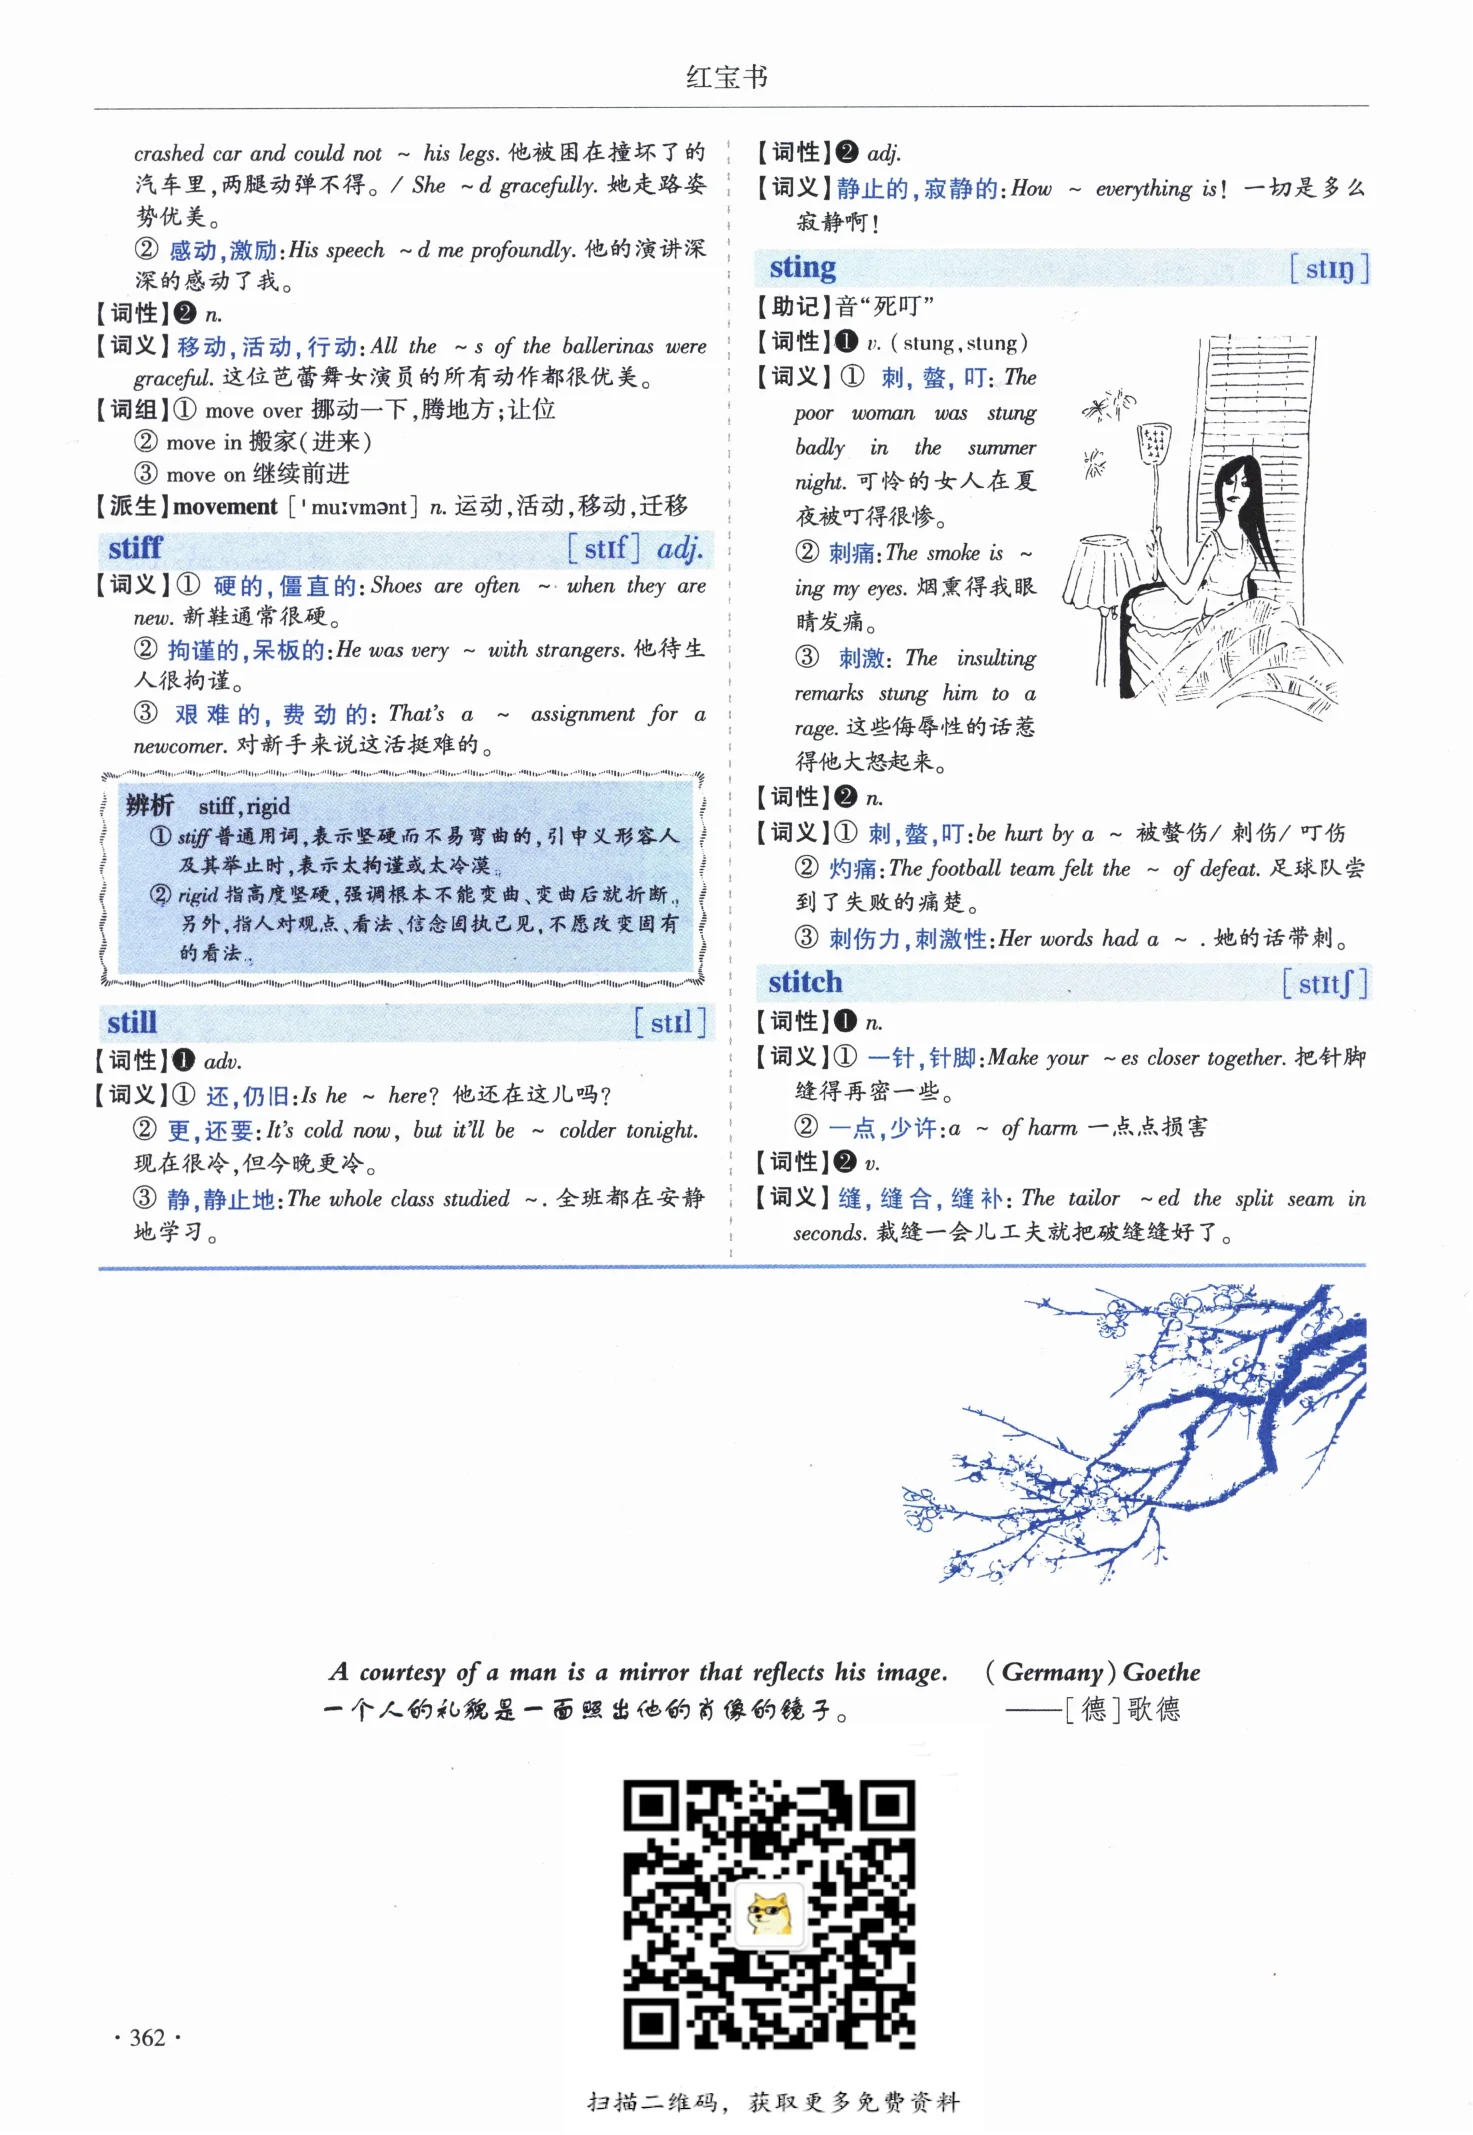 红宝书
crashed car and could not ~ his legs. 他被困在撞坏了的
汽车里,两腿动弹不得。/ She ~d gracefully. 她走路姿
势优美。
② 感动,激励:His speech ~d me profoundly. 他的演讲深
深的感动了我。
【词性】❷ n.
【词义】移动,活动,行动:All the ~s of the ballerinas were
graceful. 这位芭蕾舞女演员的所有动作都很优美。
【词组】① move over 挪动一下,腾地方;让位
② move in 搬家(进来)
③ move on 继续前进
【派生】movement [ˈmuːvmənt] n. 运动,活动,移动,迁移
stiff [stɪf] adj.
【词义】① 硬的,僵直的:Shoes are often ~ when they are
new. 新鞋通常很硬。
② 拘谨的,呆板的:He was very ~ with strangers. 他待生
人很拘谨。
③ 艰难的,费劲的:That's a ~ assignment for a
newcomer. 对新手来说这活挺难的。
辨析 stiff,rigid
① stiff 普通用词,表示坚硬而不易弯曲的,引申义形容人
及其举止时,表示太拘谨或太冷漠。
② rigid 指高度坚硬,强调根本不能变曲、变曲后就折断。
另外,指人对观点、看法、信念固执己见,不愿改变固有
的看法。
still [stɪl]
【词性】❶ adv.
【词义】① 还,仍旧:Is he ~ here? 他还在这儿吗?
② 更,还要:It's cold now, but it'll be ~ colder tonight.
现在很冷,但今晚更冷。
③ 静,静止地:The whole class studied ~. 全班都在安静
地学习。
【词性】❷ adj.
【词义】静止的,寂静的:How ~ everything is! 一切是多么
寂静啊!
sting [stɪŋ]
【助记】音“死叮”
【词性】❶ v. (stung,stung)
【词义】① 刺,螫,叮:The
poor woman was stung
badly in the summer
night. 可怜的女人在夏
夜被叮得很惨。
② 刺痛:The smoke is ~
ing my eyes. 烟熏得我眼
睛发痛。
③ 刺激:The insulting
remarks stung him to a
rage. 这些侮辱性的话惹
得他大怒起来。
【词性】❷ n.
【词义】① 刺,螫,叮:be hurt by a ~ 被螫伤/ 刺伤/ 叮伤
② 灼痛:The football team felt the ~ of defeat. 足球队尝
到了失败的痛楚。
③ 刺伤力,刺激性:Her words had a ~ . 她的话带刺。
stitch [stɪtʃ]
【词性】❶ n.
【词义】① 一针,针脚:Make your ~es closer together. 把针脚
缝得再密一些。
② 一点,少许:a ~ of harm 一点点损害
【词性】❷ v.
【词义】缝,缝合,缝补:The tailor ~ed the split seam in
seconds. 裁缝一会儿工夫就把破缝缝好了。
A courtesy of a man is a mirror that reflects his image. (Germany) Goethe
一个人的礼貌是一面照出他的肖像的镜子。 ——[德]歌德
·362·
扫描二维码，获取更多免费资料